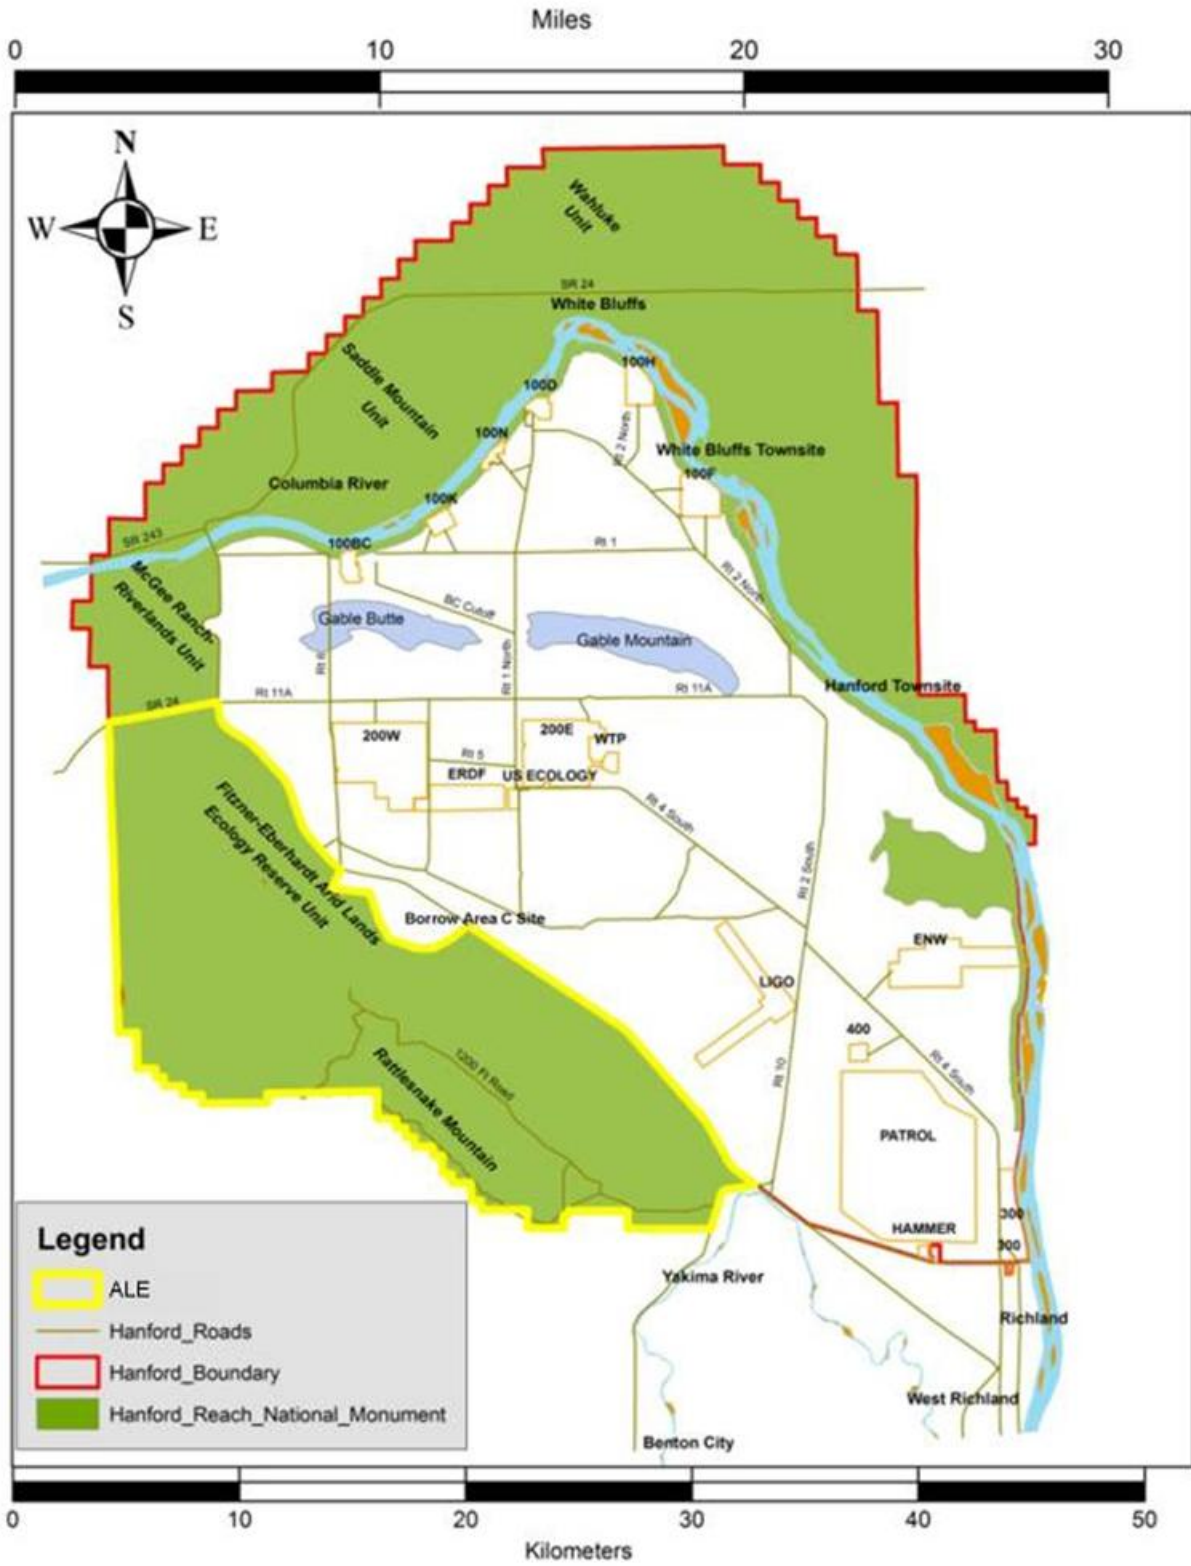 Miles
0 10 20 30
N
W E
S
Wahluke
Unit
SR 24
White Bluffs
Saddle Mountain
Unit
100H
100D
Rt 2 North
100N
White Bluffs Townsite
100F
Columbia River
100K
SR 243
100BC
Rt 1
McGee Ranch-
Riverlands Unit
Rt 2 North
BC Cutoff
Gable Butte
Gable Mountain
Rt 1 North
Rt 11A
Rt 11A
Hanford Townsite
SR 24
200W
200E
WTP
Rt 5
ERDF
US ECOLOGY
Rt 4 South
Fitzner-Eberhardt Arid Lands
Ecology Reserve Unit
Rt 2 South
Borrow Area C Site
ENW
LIGO
400
Rt 10
Rt 4 South
1200 Ft Road
Rattlesnake Mountain
PATROL
300
HAMMER
300
Yakima River
Richland
West Richland
Benton City
Legend
ALE
Hanford_Roads
Hanford_Boundary
Hanford_Reach_National_Monument
0 10 20 30 40 50
Kilometers